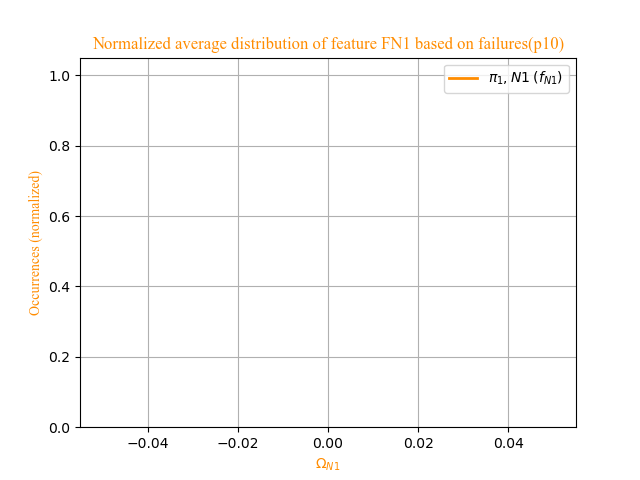 Normalized average distribution of feature FN1 based on failures(p10)
π₁, N1 (f_N1)
1.0
0.8
0.6
0.4
0.2
0.0
Occurrences (normalized)
−0.04 −0.02 0.00 0.02 0.04
Ω_N1